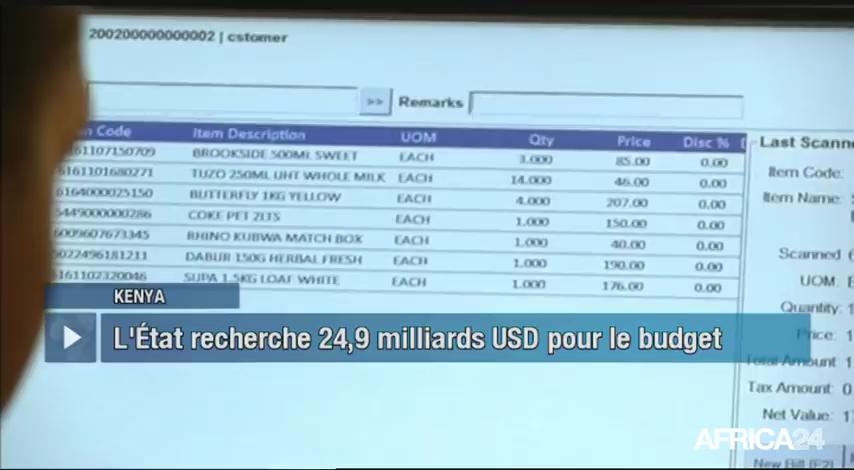 200200000000002 | cstomer
>> Remarks
Code Item Description UOM Qty Price Disc %
61107150709 BROOKSIDE 500ML SWEET EACH 3.000 85.00 0.00
6161101680271 TUZO 250ML UHT WHOLE MILK EACH 14.000 46.00 0.00
6164000025150 BUTTERFLY 1KG YELLOW EACH 4.000 207.00 0.00
5449000000286 COKE PET 2LTS EACH 1.000 150.00 0.00
6009607673345 RHINO KUBWA MATCH BOX EACH 1.000 40.00 0.00
5022496181211 DABUR 150G HERBAL FRESH EACH 1.000 190.00 0.00
6161102320046 SUPA 1.5KG LOAF WHITE EACH 1.000 176.00 0.00
Last Scanne
Item Code:
Item Name:
Scanned
UOM:
Quantity:
Price:
Total Amount
Tax Amount:
Net Value:
New Bill (F2)
KENYA
L'État recherche 24,9 milliards USD pour le budget
AFRICA24